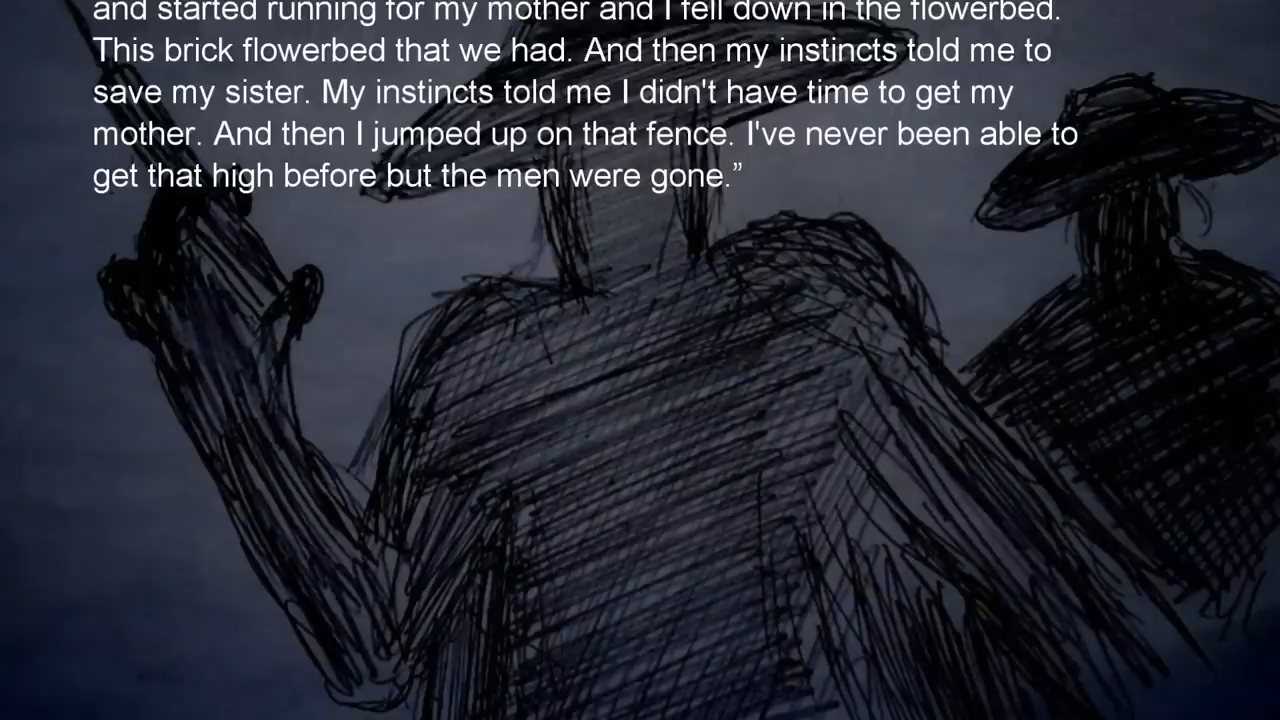 and started running for my mother and I fell down in the flowerbed.
This brick flowerbed that we had. And then my instincts told me to
save my sister. My instincts told me I didn't have time to get my
mother. And then I jumped up on that fence. I've never been able to
get that high before but the men were gone.”